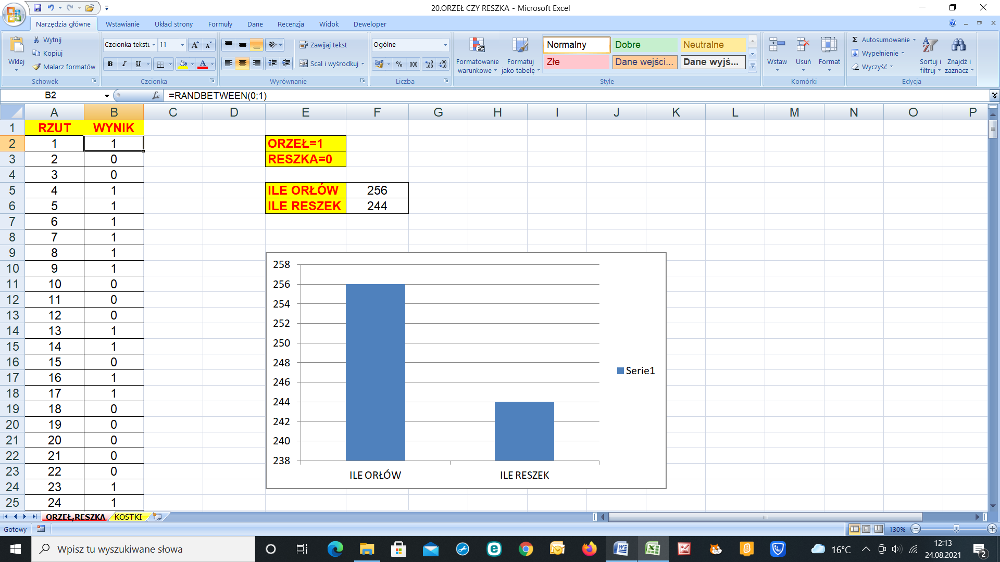 20.ORZEŁ CZY RESZKA - Microsoft Excel
Narzędzia główne Wstawianie Układ strony Formuły Dane Recenzja Widok Deweloper
Wklej
Wytnij
Kopiuj
Malarz formatów
Schowek
Czcionka tekstu 11
B I U
Czcionka
Zawijaj tekst
Scal i wyśrodkuj
Wyrównanie
Ogólne
% 000
Liczba
Formatowanie warunkowe
Formatuj jako tabelę
Normalny Dobre Neutralne
Złe Dane wejści... Dane wyjś...
Style
Wstaw Usuń Format
Komórki
Σ Autosumowanie
Wypełnienie
Wyczyść
Sortuj i filtruj
Znajdź i zaznacz
Edycja
B2 fx =RANDBETWEEN(0;1)
A B C D E F G H I J K L M N O P
1 RZUT WYNIK
2 1 1 ORZEŁ=1
3 2 0 RESZKA=0
4 3 0
5 4 1 ILE ORŁÓW 256
6 5 1 ILE RESZEK 244
7 6 1
8 7 1
9 8 1
10 9 1
11 10 0
12 11 0
13 12 0
14 13 1
15 14 1
16 15 0
17 16 1
18 17 1
19 18 0
20 19 0
21 20 0
22 21 0
23 22 0
24 23 1
25 24 1
258
256
254
252
250
248
246
244
242
240
238
ILE ORŁÓW ILE RESZEK
Serie1
ORZEŁ,RESZKA KOSTKI
Gotowy 130%
Wpisz tu wyszukiwane słowa
16°C
12:13
24.08.2021
2